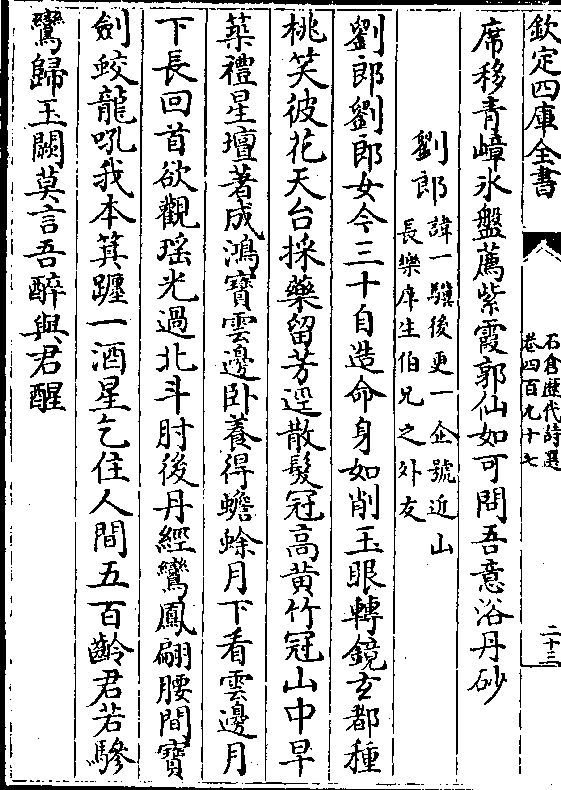 欽定四庫全書
石倉歴代詩選
卷四百九十七
二十三
席移青嶂氷盤薦紫霞郭仙如可問吾意浴丹砂
劉郎
諱一驥後更一企號近山
長樂庠生伯兄之外友
劉郎劉郎女今三十自造命身如削玉眼轉鏡玄都種
桃笑彼花天台採藥留芳逕散髮冠高黃竹冠山中早
蘂禮星壇著成鴻寶雲邊卧養得蟾蜍月下看雲邊月
下長回首欲觀瑶光過北斗肘後丹經鸞鳳翩腰間寶
劍蛟龍吼我本箕躔一酒星乞住人間五百齡君若驂
鸞歸玉闕莫言吾醉與君醒